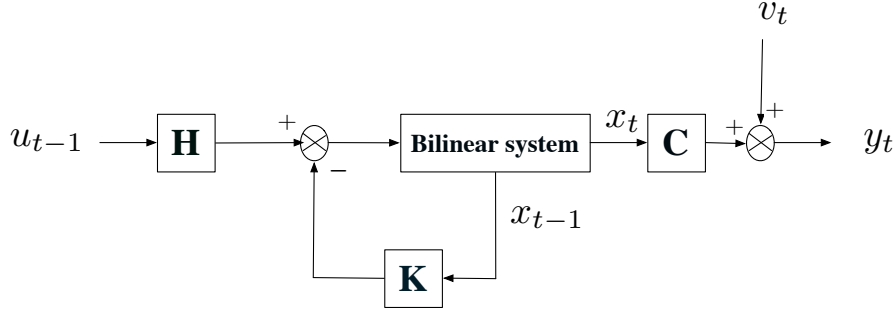 v_t
u_{t-1}
H
+
−
Bilinear system
x_t
C
+
+
y_t
x_{t-1}
K